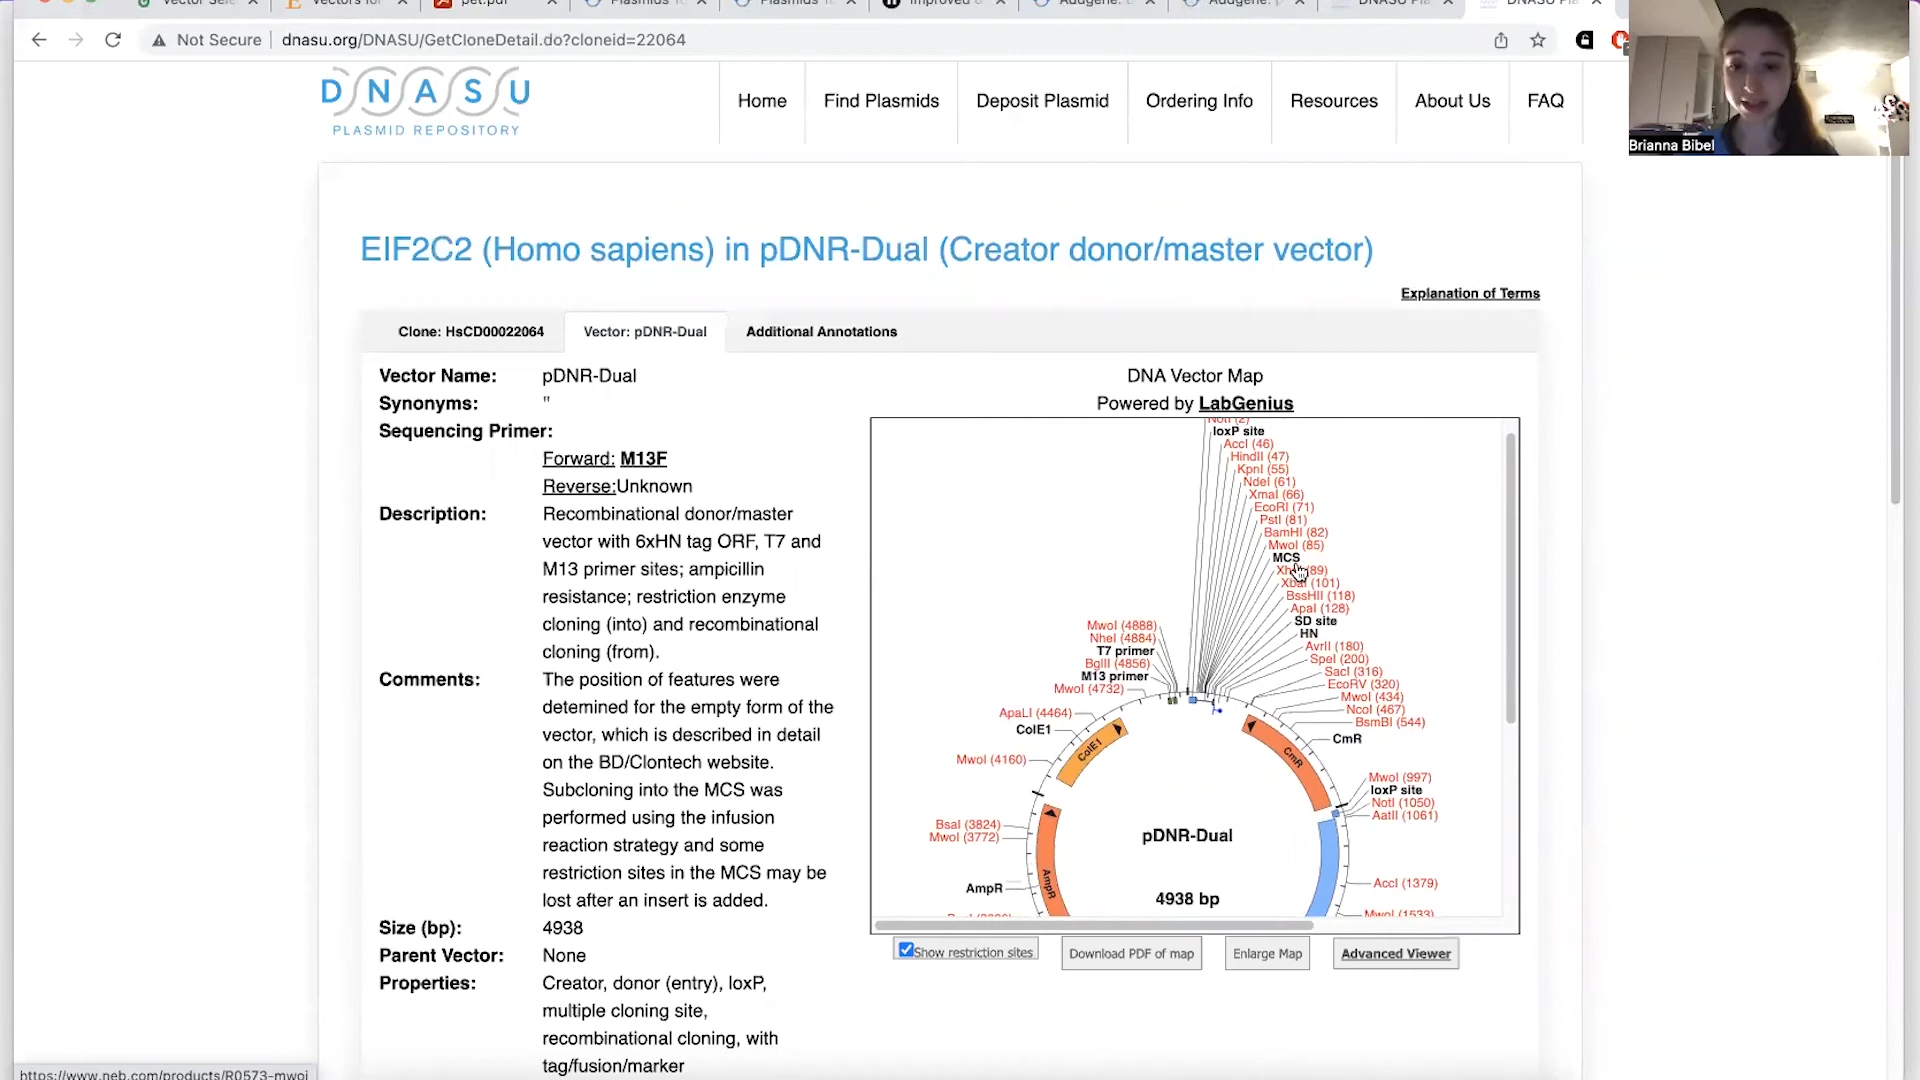 Not Secure
dnasu.org/DNASU/GetCloneDetail.do?cloneid=22064
Brianna Bibel
DNASU
PLASMID REPOSITORY
Home
Find Plasmids
Deposit Plasmid
Ordering Info
Resources
About Us
FAQ
EIF2C2 (Homo sapiens) in pDNR-Dual (Creator donor/master vector)
Explanation of Terms
Clone: HsCD00022064
Vector: pDNR-Dual
Additional Annotations
Vector Name: pDNR-Dual
Synonyms: "
Sequencing Primer:
Forward: M13F
Reverse:Unknown
Description: Recombinational donor/master
vector with 6xHN tag ORF, T7 and
M13 primer sites; ampicillin
resistance; restriction enzyme
cloning (into) and recombinational
cloning (from).
Comments: The position of features were
detemined for the empty form of the
vector, which is described in detail
on the BD/Clontech website.
Subcloning into the MCS was
performed using the infusion
reaction strategy and some
restriction sites in the MCS may be
lost after an insert is added.
Size (bp): 4938
Parent Vector: None
Properties: Creator, donor (entry), loxP,
multiple cloning site,
recombinational cloning, with
tag/fusion/marker
DNA Vector Map
Powered by LabGenius
NotI (2)
loxP site
AccI (46)
HindII (47)
KpnI (55)
NdeI (61)
XmaI (66)
EcoRI (71)
PstI (81)
BamHI (82)
MwoI (85)
MCS
XbaI (101)
BssHII (118)
ApaI (128)
SD site
HN
AvrII (180)
SpeI (200)
SacI (316)
EcoRV (320)
MwoI (434)
NcoI (467)
BsmBI (544)
CmR
MwoI (997)
loxP site
NotI (1050)
AatII (1061)
AccI (1379)
MwoI (1533)
MwoI (4888)
NheI (4884)
T7 primer
BglII (4856)
M13 primer
MwoI (4732)
ApaLI (4464)
ColE1
MwoI (4160)
BsaI (3824)
MwoI (3772)
AmpR
ColE1
CmR
AmpR
pDNR-Dual
4938 bp
Show restriction sites
Download PDF of map
Enlarge Map
Advanced Viewer
https://www.neb.com/products/R0573-mwoi